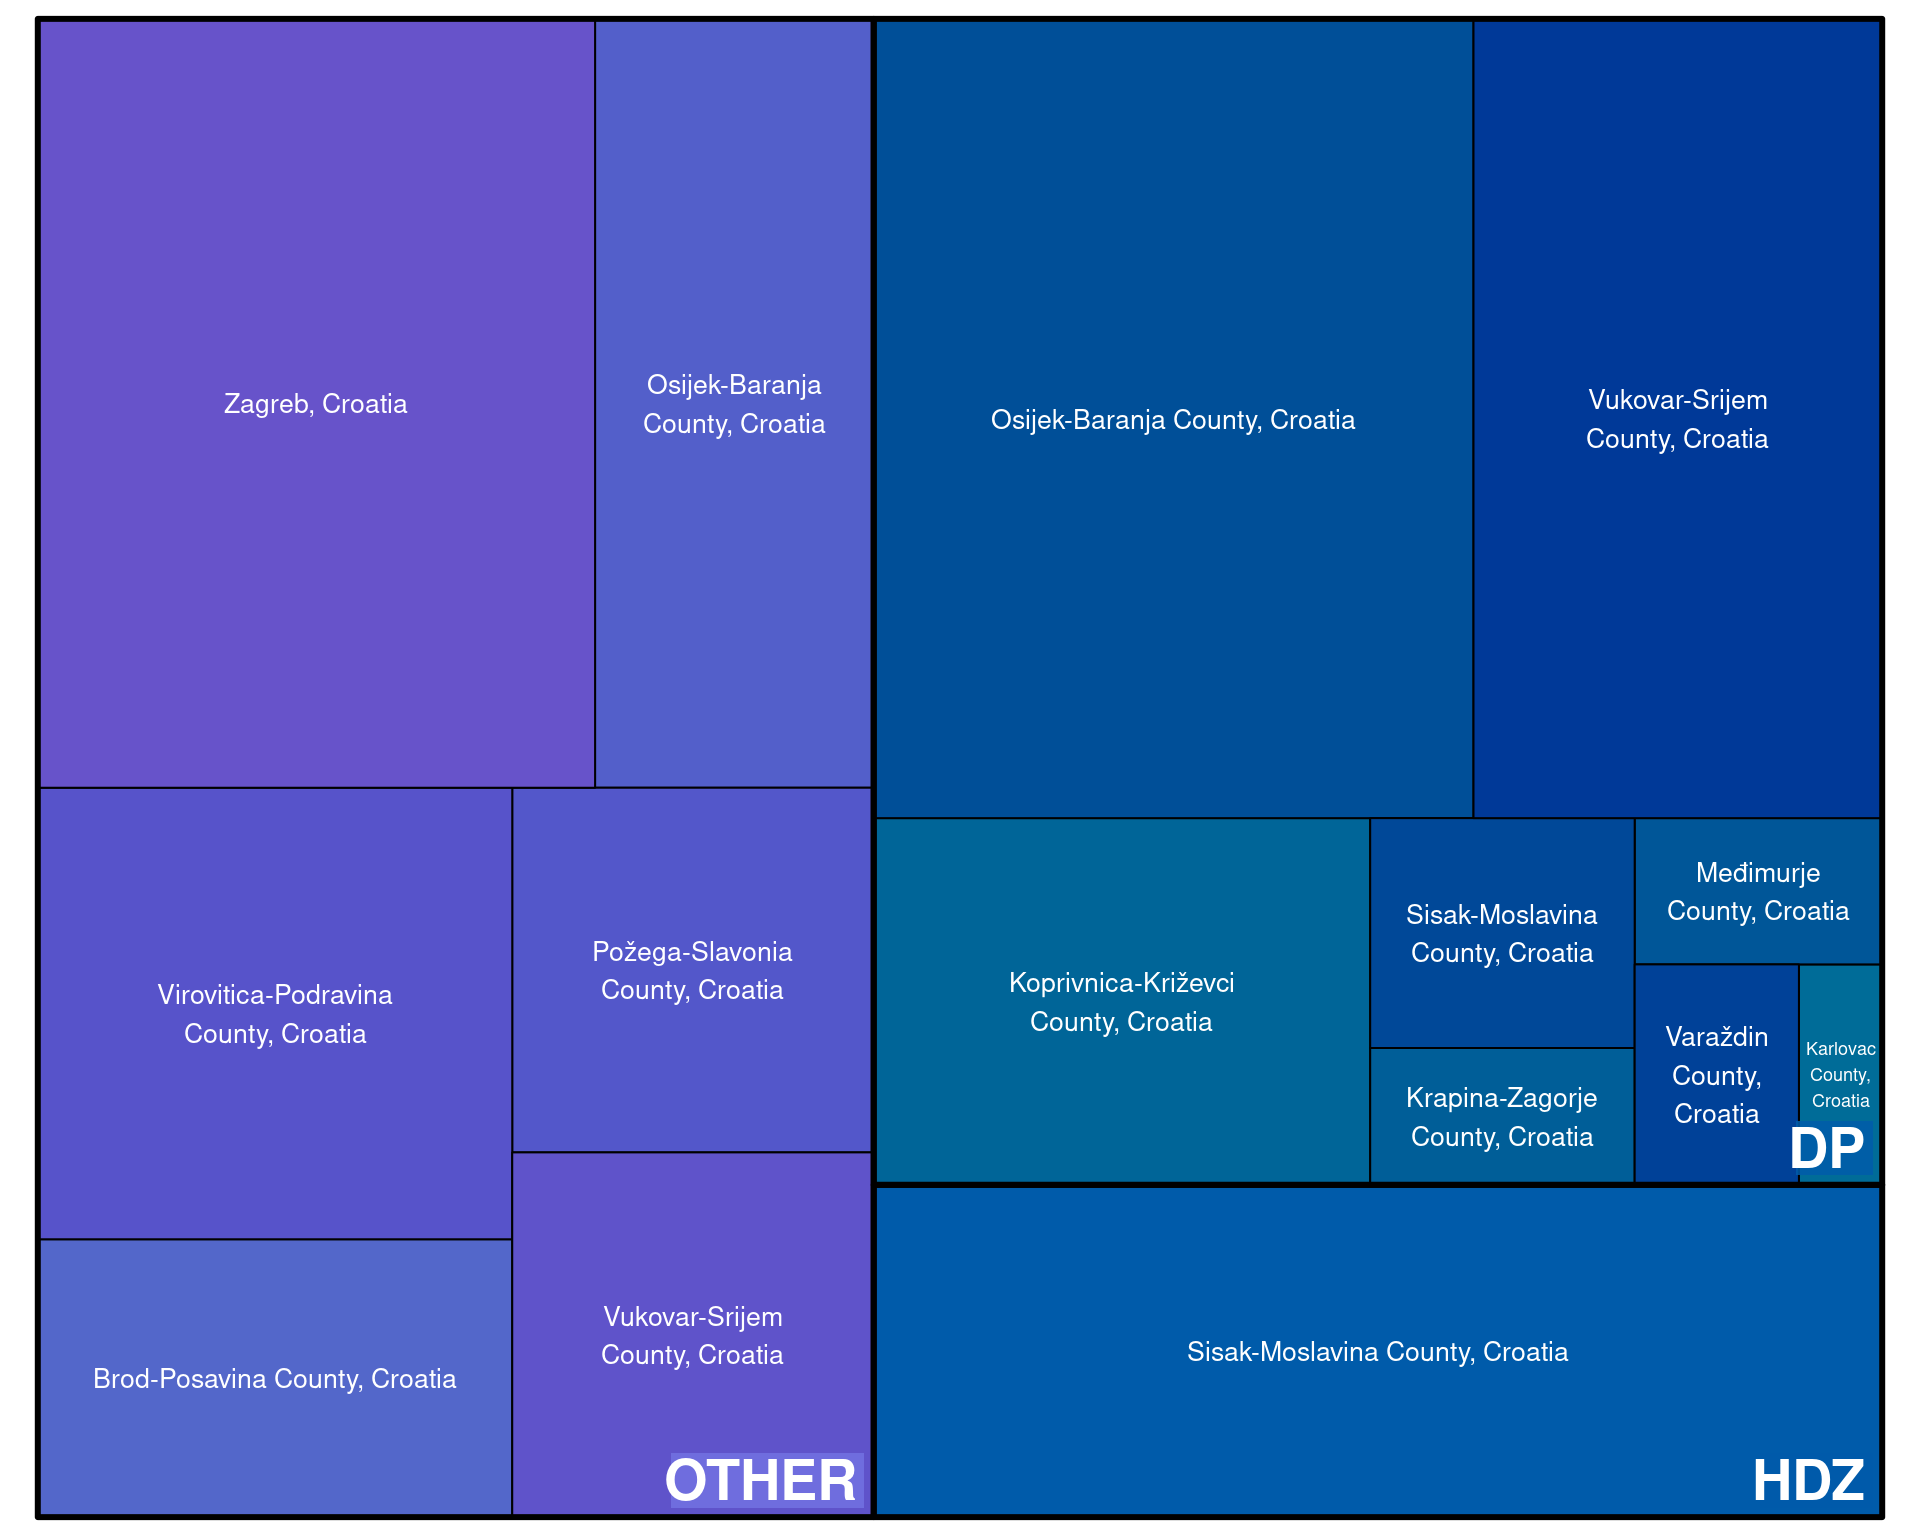 Zagreb, Croatia
Osijek-Baranja
County, Croatia
Virovitica-Podravina
County, Croatia
Požega-Slavonia
County, Croatia
Brod-Posavina County, Croatia
Vukovar-Srijem
County, Croatia
OTHER
Osijek-Baranja County, Croatia
Vukovar-Srijem
County, Croatia
Koprivnica-Križevci
County, Croatia
Sisak-Moslavina
County, Croatia
Krapina-Zagorje
County, Croatia
Međimurje
County, Croatia
Varaždin
County,
Croatia
Karlovac
County,
Croatia
DP
Sisak-Moslavina County, Croatia
HDZ